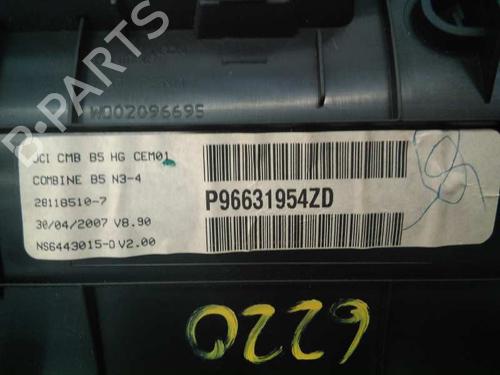 B-PARTS
W002096695
JCI CMB B5 HG CEM01
COMBINE B5 N3-4
28118510-7
30/04/2007 V8.90
NS6443015-0 V2.00
P96631954ZD
0229